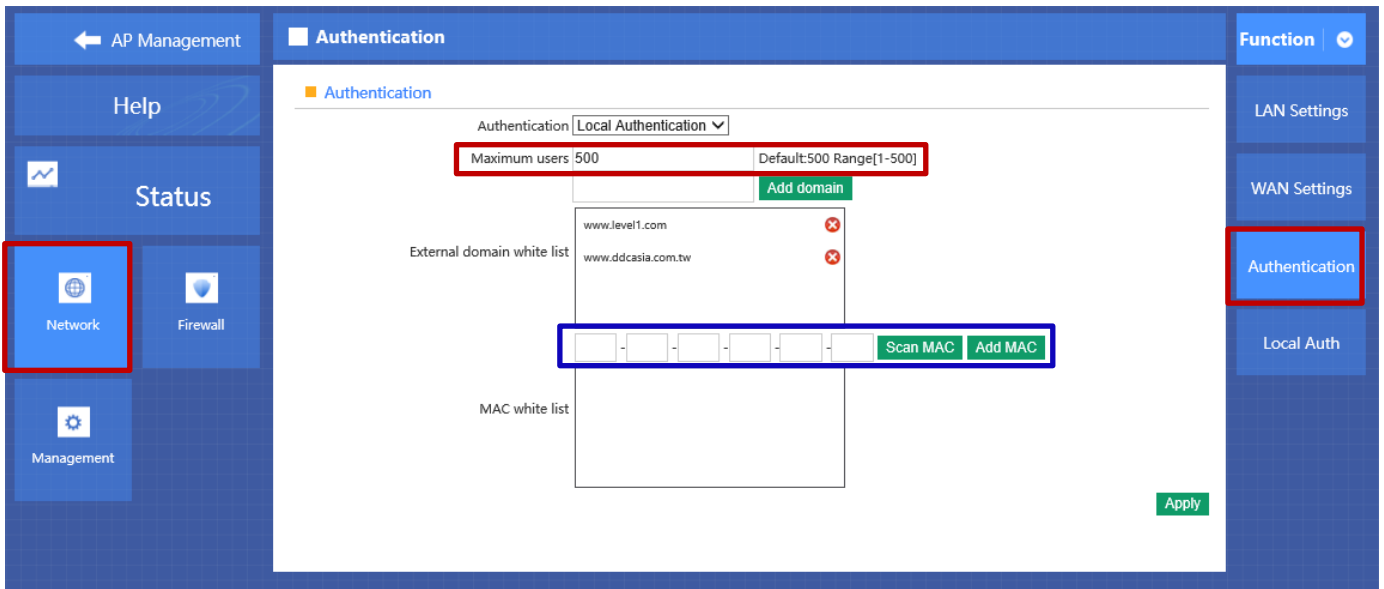 AP Management
Help
Status
Network
Firewall
Management
Authentication
Authentication
Authentication Local Authentication
Maximum users 500 Default:500 Range[1-500]
Add domain
External domain white list
www.level1.com
www.ddcasia.com.tw
- - - - - Scan MAC Add MAC
MAC white list
Apply
Function
LAN Settings
WAN Settings
Authentication
Local Auth